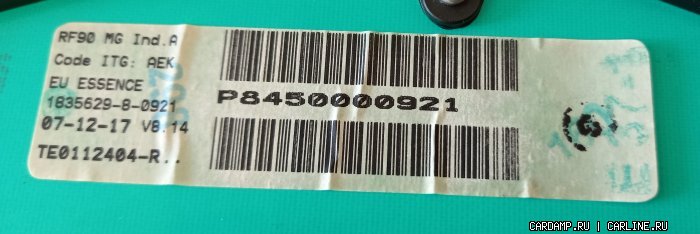 RF90 MG Ind.A
Code ITG: AEK
EU ESSENCE
1835629-8-0921
07-12-17 V8.14
TE0112404-R..
P8450000921
CARDAMP.RU | CARLINE.RU